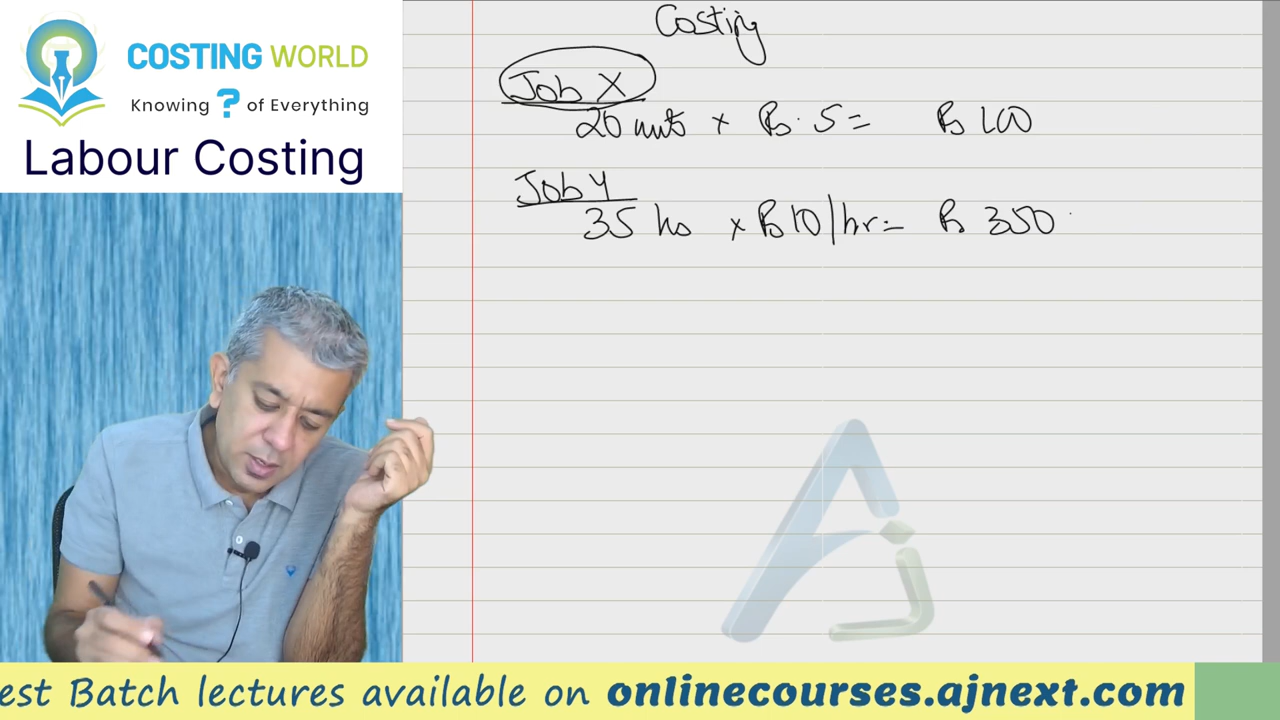 COSTING WORLD
Knowing ? of Everything
Labour Costing
Costing
Job X
20 units × Rs. 5 = Rs 100
Job Y
35 hs × Rs 10/hr = Rs 350
est Batch lectures available on onlinecourses.ajnext.com